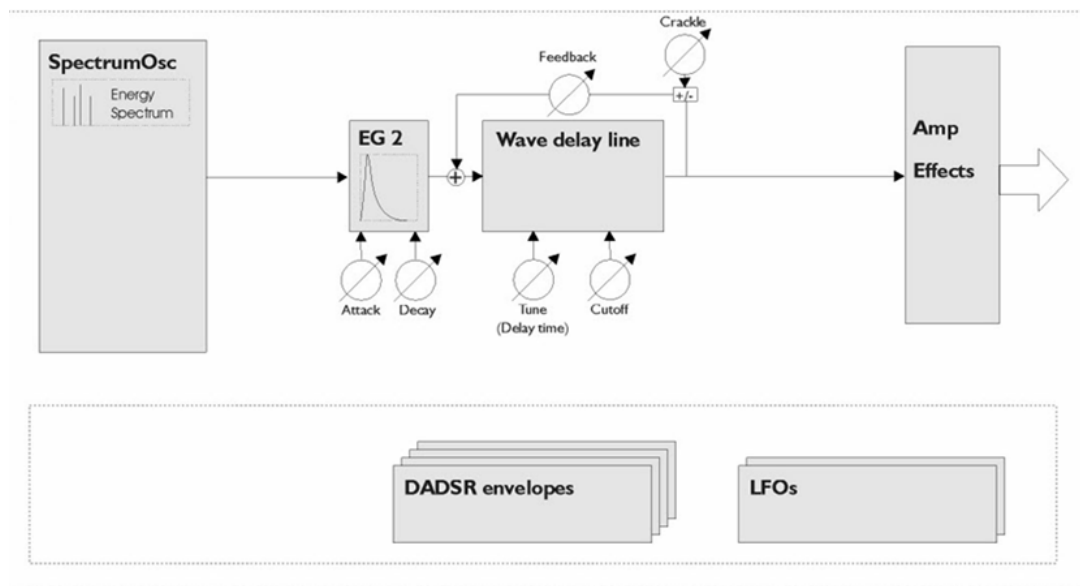 Crackle
SpectrumOsc
Energy
Spectrum
Feedback
+/-
EG 2
Wave delay line
Amp
Effects
+
Attack
Decay
Tune
(Delay time)
Cutoff
DADSR envelopes
LFOs